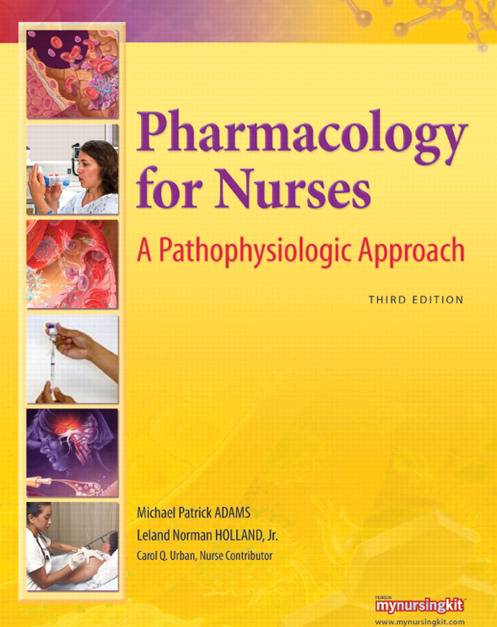 Pharmacology
for Nurses
A Pathophysiologic Approach
THIRD EDITION
Michael Patrick ADAMS
Leland Norman HOLLAND, Jr.
Carol Q. Urban, Nurse Contributor
PEARSON
mynursingkit
www.mynursingkit.com